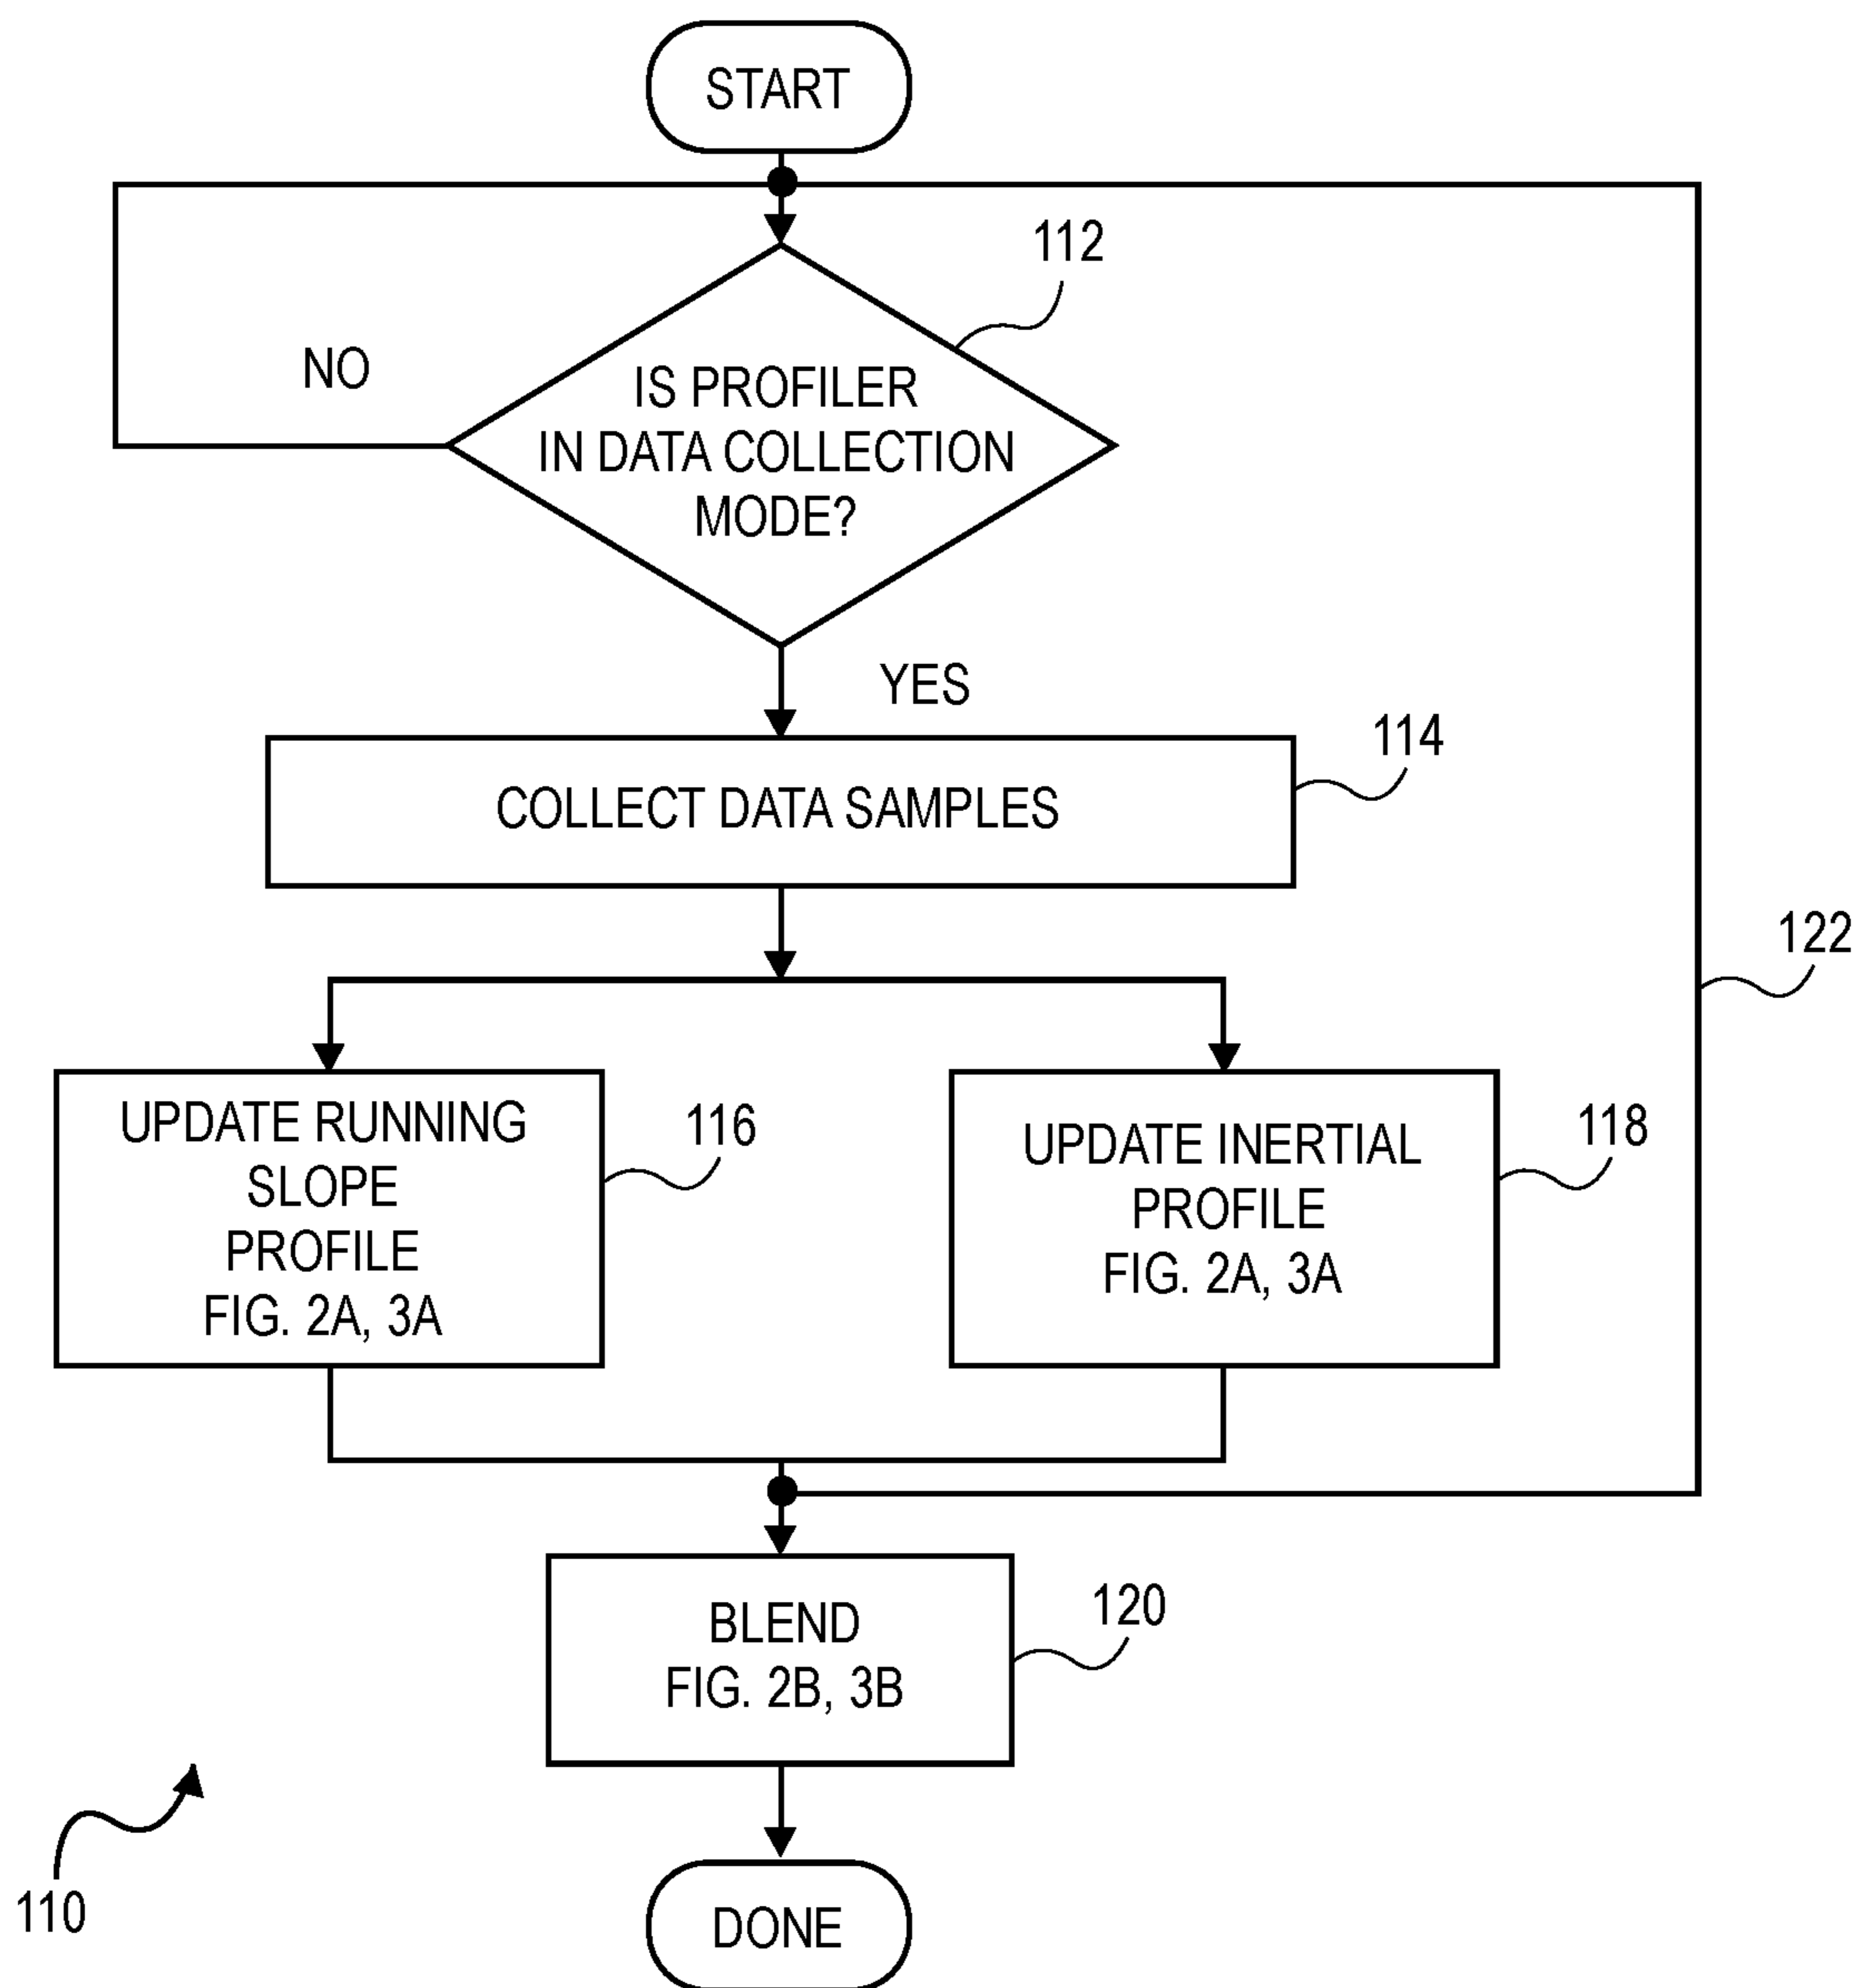 START
112
NO
IS PROFILER
IN DATA COLLECTION
MODE?
YES
114
COLLECT DATA SAMPLES
122
UPDATE RUNNING
SLOPE
PROFILE
FIG. 2A, 3A
116
UPDATE INERTIAL
PROFILE
FIG. 2A, 3A
118
BLEND
FIG. 2B, 3B
120
110
DONE